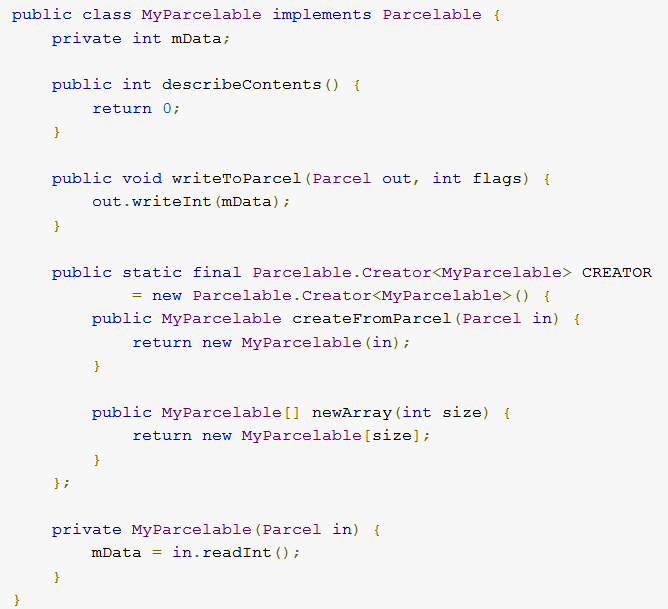 public class MyParcelable implements Parcelable {
    private int mData;

    public int describeContents() {
        return 0;
    }

    public void writeToParcel(Parcel out, int flags) {
        out.writeInt(mData);
    }

    public static final Parcelable.Creator<MyParcelable> CREATOR
            = new Parcelable.Creator<MyParcelable>() {
        public MyParcelable createFromParcel(Parcel in) {
            return new MyParcelable(in);
        }

        public MyParcelable[] newArray(int size) {
            return new MyParcelable[size];
        }
    };

    private MyParcelable(Parcel in) {
        mData = in.readInt();
    }
}